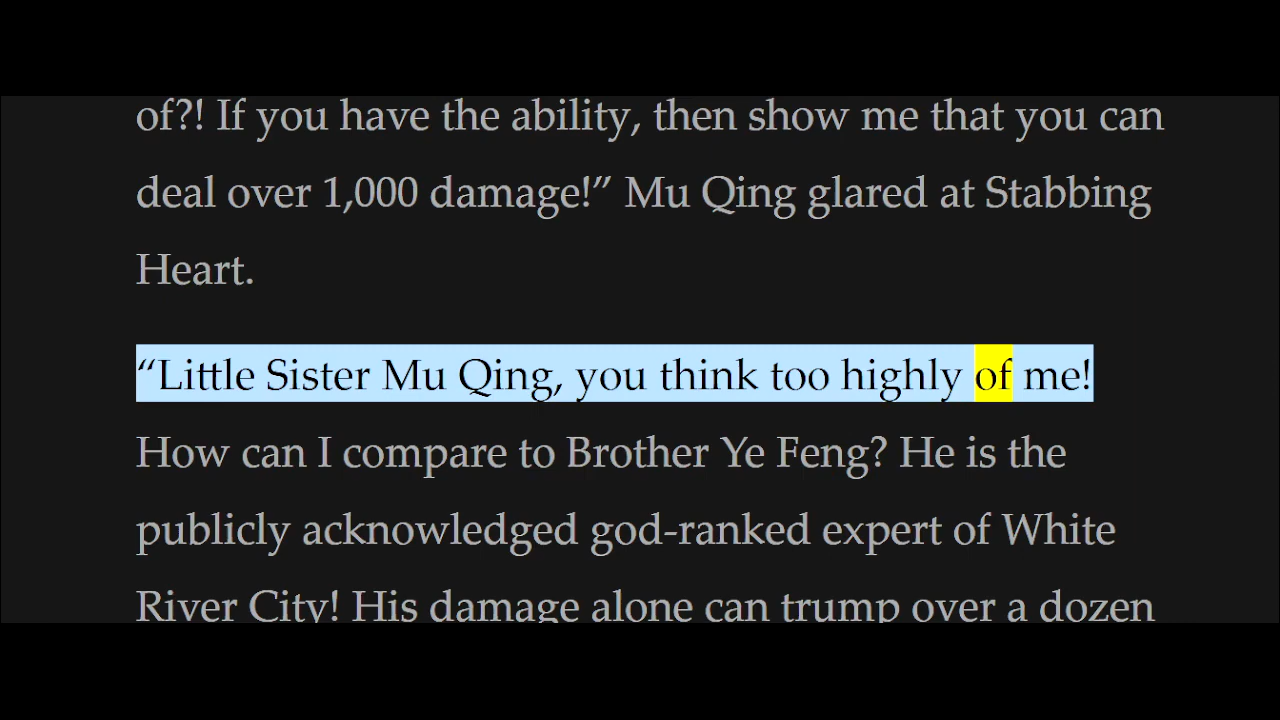 of?! If you have the ability, then show me that you can
deal over 1,000 damage!” Mu Qing glared at Stabbing
Heart.
“Little Sister Mu Qing, you think too highly of me!
How can I compare to Brother Ye Feng? He is the
publicly acknowledged god-ranked expert of White
River City! His damage alone can trump over a dozen